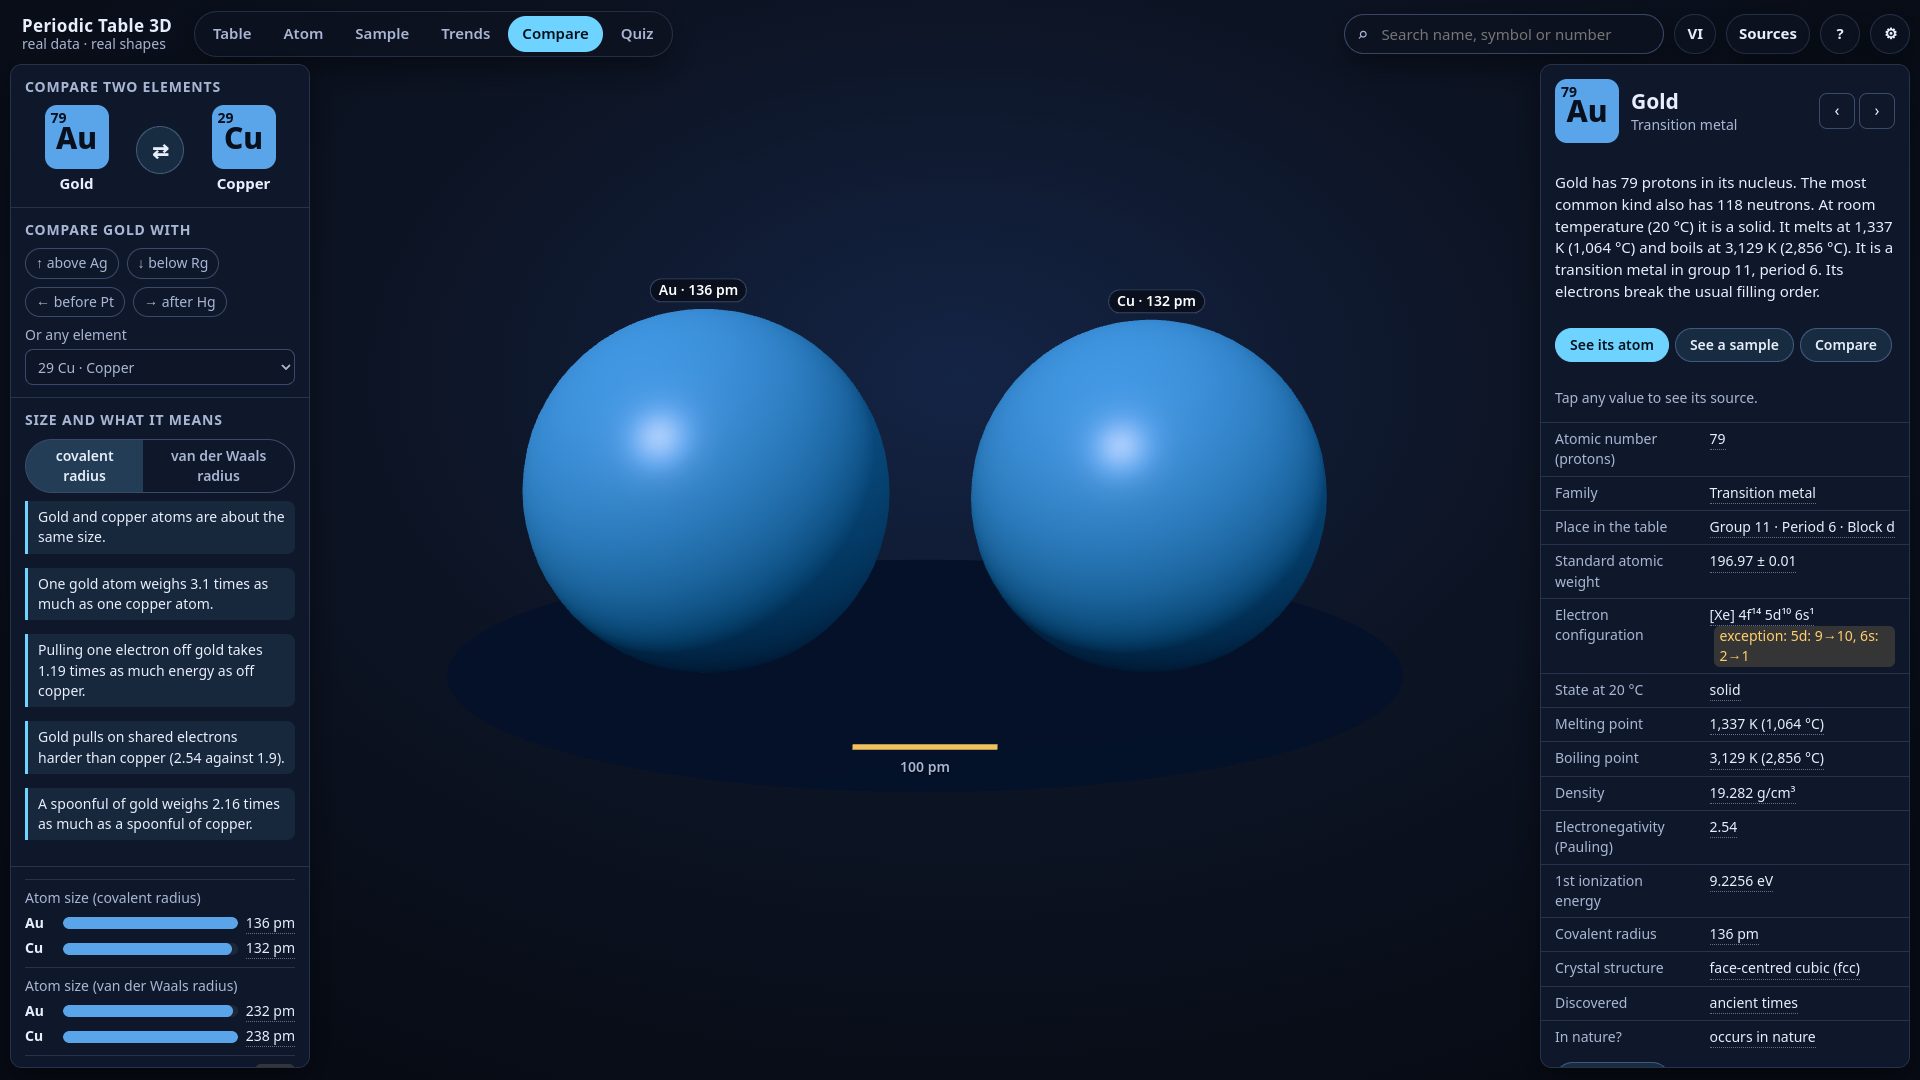 Periodic Table 3D
real data · real shapes
Table
Atom
Sample
Trends
Compare
Quiz
Search name, symbol or number
VI
Sources
?
COMPARE TWO ELEMENTS
79
Au
Gold
⇄
29
Cu
Copper
COMPARE GOLD WITH
↑ above Ag
↓ below Rg
← before Pt
→ after Hg
Or any element
29 Cu · Copper
SIZE AND WHAT IT MEANS
covalent
radius
van der Waals
radius
Gold and copper atoms are about the
same size.
One gold atom weighs 3.1 times as
much as one copper atom.
Pulling one electron off gold takes
1.19 times as much energy as off
copper.
Gold pulls on shared electrons
harder than copper (2.54 against 1.9).
A spoonful of gold weighs 2.16 times
as much as a spoonful of copper.
Atom size (covalent radius)
Au 136 pm
Cu 132 pm
Atom size (van der Waals radius)
Au 232 pm
Cu 238 pm
Au · 136 pm
Cu · 132 pm
100 pm
79
Au
Gold
Transition metal
‹
›
Gold has 79 protons in its nucleus. The most
common kind also has 118 neutrons. At room
temperature (20 °C) it is a solid. It melts at 1,337
K (1,064 °C) and boils at 3,129 K (2,856 °C). It is a
transition metal in group 11, period 6. Its
electrons break the usual filling order.
See its atom
See a sample
Compare
Tap any value to see its source.
Atomic number
(protons)
79
Family
Transition metal
Place in the table
Group 11 · Period 6 · Block d
Standard atomic
weight
196.97 ± 0.01
Electron
configuration
[Xe] 4f¹⁴ 5d¹⁰ 6s¹
exception: 5d: 9→10, 6s:
2→1
State at 20 °C
solid
Melting point
1,337 K (1,064 °C)
Boiling point
3,129 K (2,856 °C)
Density
19.282 g/cm³
Electronegativity
(Pauling)
2.54
1st ionization
energy
9.2256 eV
Covalent radius
136 pm
Crystal structure
face-centred cubic (fcc)
Discovered
ancient times
In nature?
occurs in nature